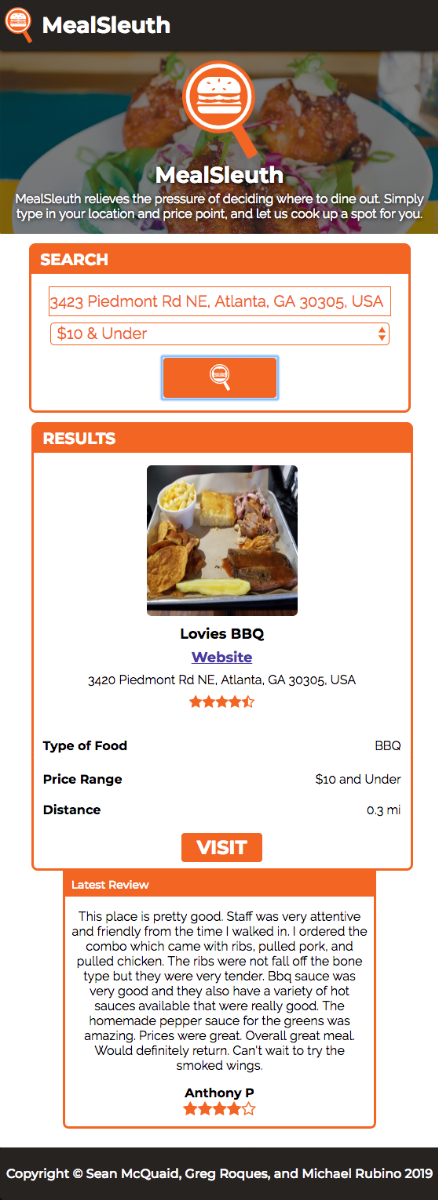 MealSleuth
MealSleuth
MealSleuth relieves the pressure of deciding where to dine out. Simply
type in your location and price point, and let us cook up a spot for you.
SEARCH
3423 Piedmont Rd NE, Atlanta, GA 30305, USA
$10 & Under
RESULTS
Lovies BBQ
Website
3420 Piedmont Rd NE, Atlanta, GA 30305, USA
Type of Food BBQ
Price Range $10 and Under
Distance 0.3 mi
VISIT
Latest Review
This place is pretty good. Staff was very attentive
and friendly from the time I walked in. I ordered the
combo which came with ribs, pulled pork, and
pulled chicken. The ribs were not fall off the bone
type but they were very tender. Bbq sauce was
very good and they also have a variety of hot
sauces available that were really good. The
homemade pepper sauce for the greens was
amazing. Prices were great. Overall great meal.
Would definitely return. Can't wait to try the
smoked wings.
Anthony P
Copyright © Sean McQuaid, Greg Roques, and Michael Rubino 2019